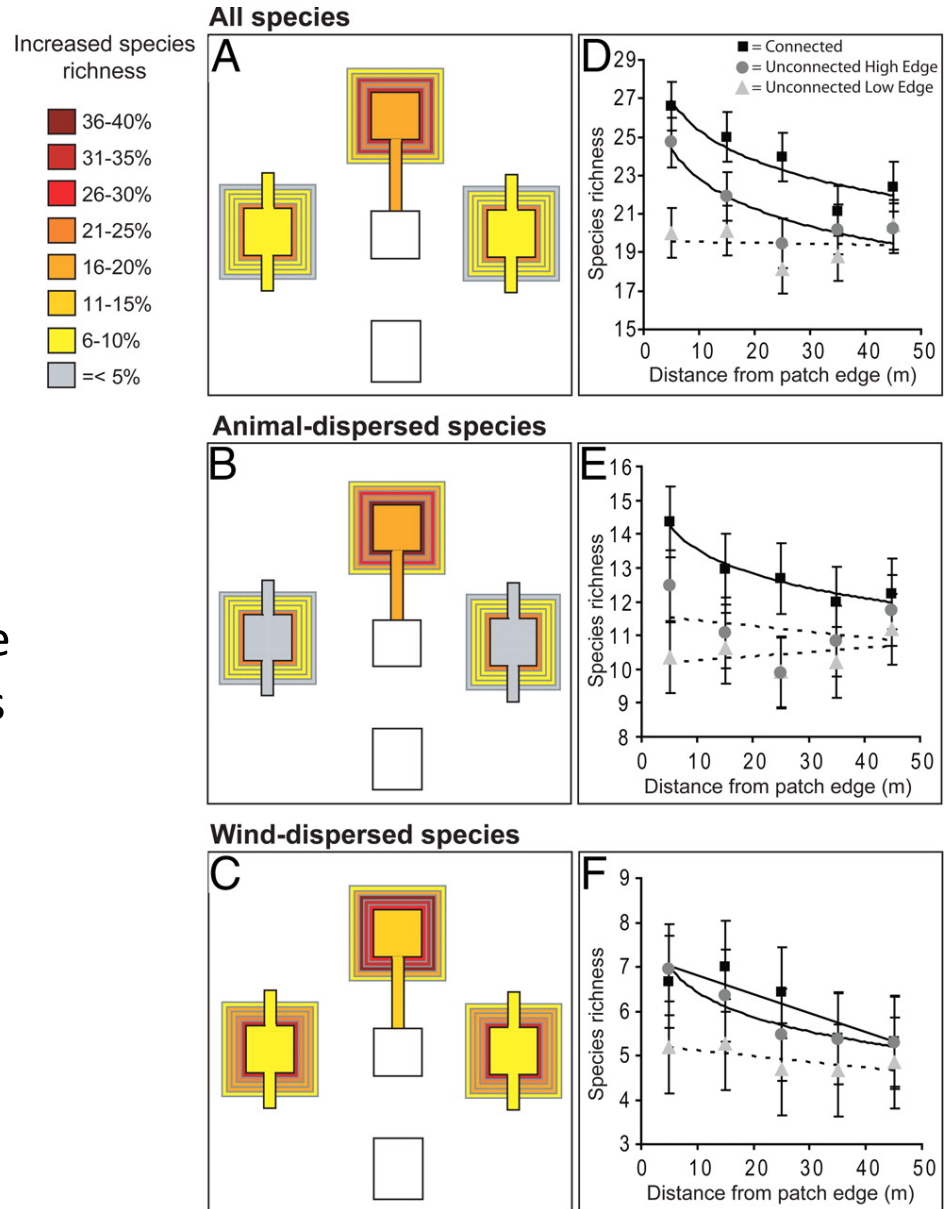 All species
Increased species
richness
36-40%
31-35%
26-30%
21-25%
16-20%
11-15%
6-10%
=< 5%
A
D
= Connected
= Unconnected High Edge
= Unconnected Low Edge
Species richness
29
27
25
23
21
19
17
15
0 10 20 30 40 50
Distance from patch edge (m)
e
s
Animal-dispersed species
B
E
Species richness
16
15
14
13
12
11
10
9
8
0 10 20 30 40 50
Distance from patch edge (m)
Wind-dispersed species
C
F
Species richness
9
8
7
6
5
4
3
0 10 20 30 40 50
Distance from patch edge (m)